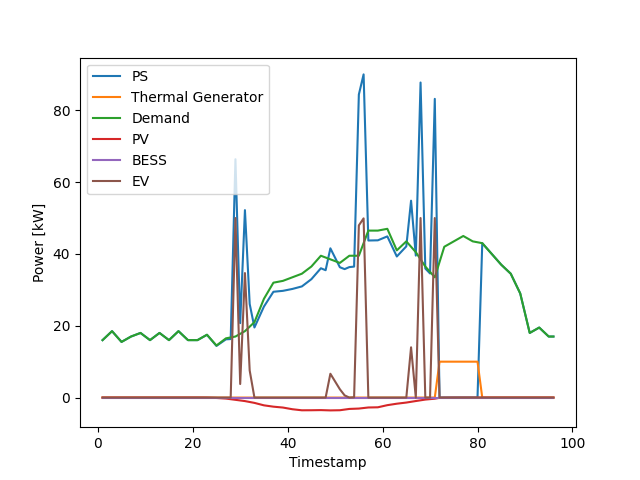 PS
Thermal Generator
Demand
PV
BESS
EV
Power [kW]
80
60
40
20
0
0 20 40 60 80 100
Timestamp